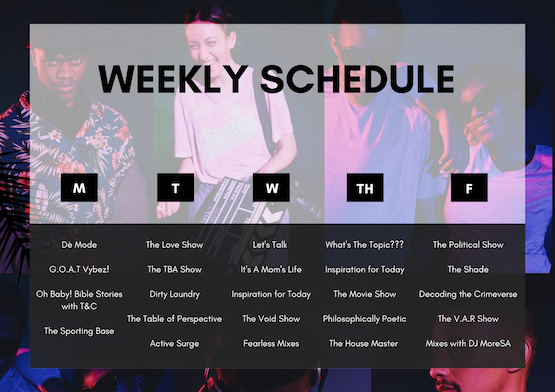 WEEKLY SCHEDULE
M T W TH F
Dè Mode
G.O.A.T Vybez!
Oh Baby! Bible Stories
with T&C
The Sporting Base
The Love Show
The TBA Show
Dirty Laundry
The Table of Perspective
Active Surge
Let's Talk
It's A Mom's Life
Inspiration for Today
The Void Show
Fearless Mixes
What's The Topic???
Inspiration for Today
The Movie Show
Philosophically Poetic
The House Master
The Political Show
The Shade
Decoding the Crimeverse
The V.A.R Show
Mixes with DJ MoreSA